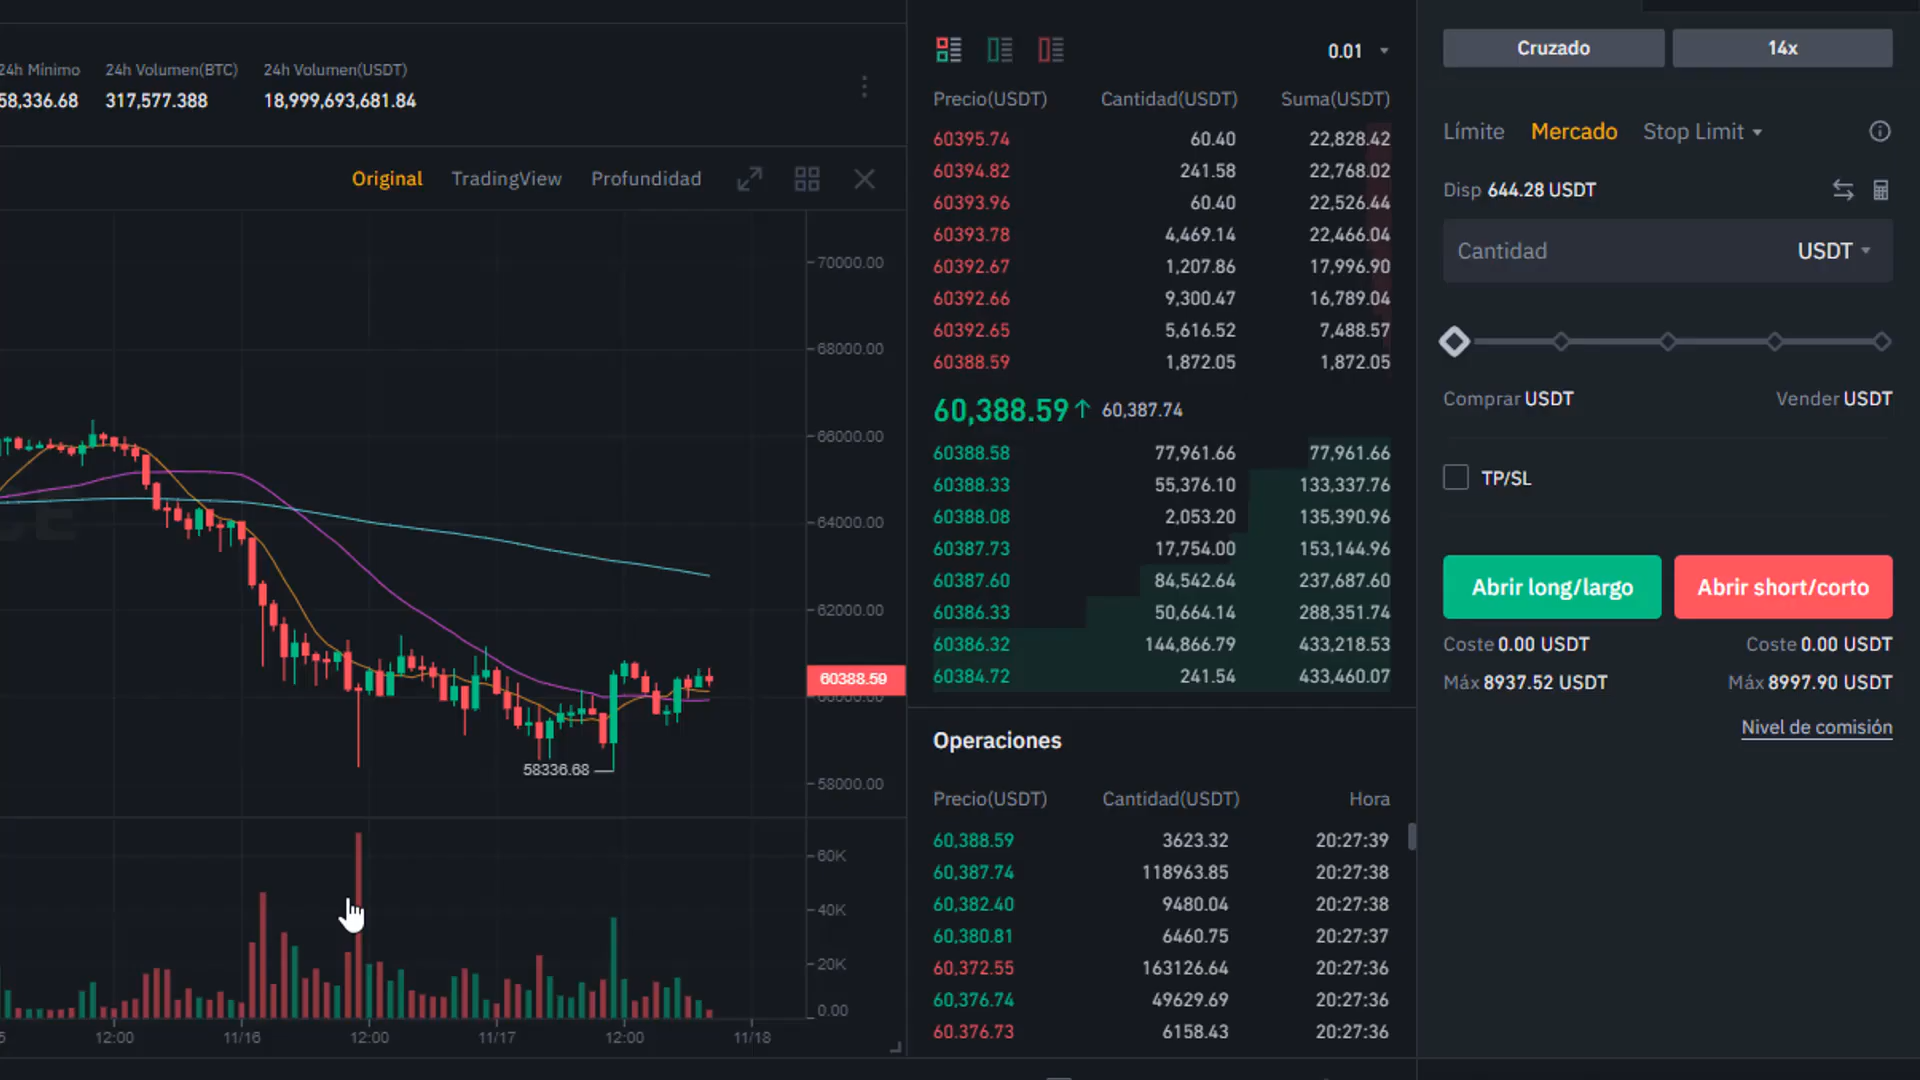 24h Mínimo 24h Volumen(BTC) 24h Volumen(USDT)
58,336.68 317,577.388 18,999,693,681.84
Original TradingView Profundidad
70000.00
68000.00
66000.00
64000.00
62000.00
60388.59
60000.00
58000.00
58336.68
60K
40K
20K
0.00
12:00 11/16 12:00 11/17 12:00 11/18
0.01
Precio(USDT) Cantidad(USDT) Suma(USDT)
60395.74 60.40 22,828.42
60394.82 241.58 22,768.02
60393.96 60.40 22,526.44
60393.78 4,469.14 22,466.04
60392.67 1,207.86 17,996.90
60392.66 9,300.47 16,789.04
60392.65 5,616.52 7,488.57
60388.59 1,872.05 1,872.05
60,388.59↑ 60,387.74
60388.58 77,961.66 77,961.66
60388.33 55,376.10 133,337.76
60388.08 2,053.20 135,390.96
60387.73 17,754.00 153,144.96
60387.60 84,542.64 237,687.60
60386.33 50,664.14 288,351.74
60386.32 144,866.79 433,218.53
60384.72 241.54 433,460.07
Operaciones
Precio(USDT) Cantidad(USDT) Hora
60,388.59 3623.32 20:27:39
60,387.74 118963.85 20:27:38
60,382.40 9480.04 20:27:38
60,380.81 6460.75 20:27:37
60,372.55 163126.64 20:27:36
60,376.74 49629.69 20:27:36
60,376.73 6158.43 20:27:36
Cruzado 14x
Límite Mercado Stop Limit
Disp 644.28 USDT
Cantidad USDT
Comprar USDT Vender USDT
TP/SL
Abrir long/largo Abrir short/corto
Coste 0.00 USDT Coste 0.00 USDT
Máx 8937.52 USDT Máx 8997.90 USDT
Nivel de comisión